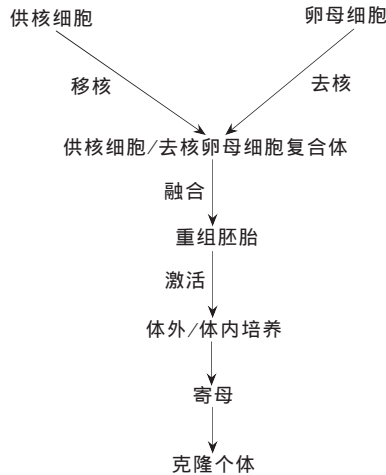 供核细胞
卵母细胞
移核
去核
供核细胞/去核卵母细胞复合体
融合
重组胚胎
激活
体外/体内培养
寄母
克隆个体